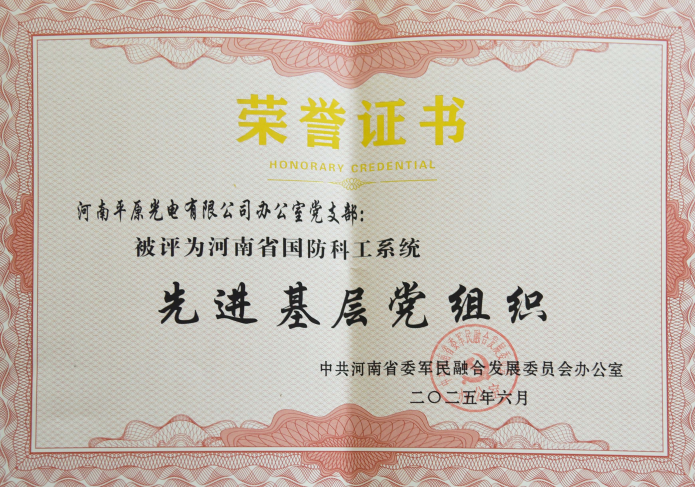 荣誉证书
HONORARY CREDENTIAL
河南平原光电有限公司办公室党支部：
被评为河南省国防科工系统
先进基层党组织
中共河南省委军民融合发展委员会办公室
二〇二五年六月